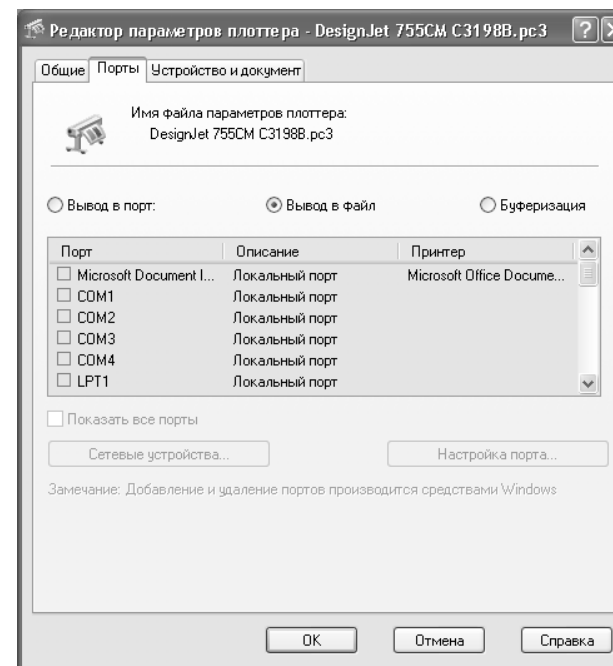 Редактор параметров плоттера - DesignJet 755CM C3198B.pc3
Общие Порты Устройство и документ
Имя файла параметров плоттера:
DesignJet 755CM C3198B.pc3
Вывод в порт: Вывод в файл Буферизация
Порт Описание Принтер
Microsoft Document I... Локальный порт Microsoft Office Docume...
COM1 Локальный порт
COM2 Локальный порт
COM3 Локальный порт
COM4 Локальный порт
LPT1 Локальный порт
Показать все порты
Сетевые устройства... Настройка порта...
Замечание: Добавление и удаление портов производится средствами Windows
OK Отмена Справка